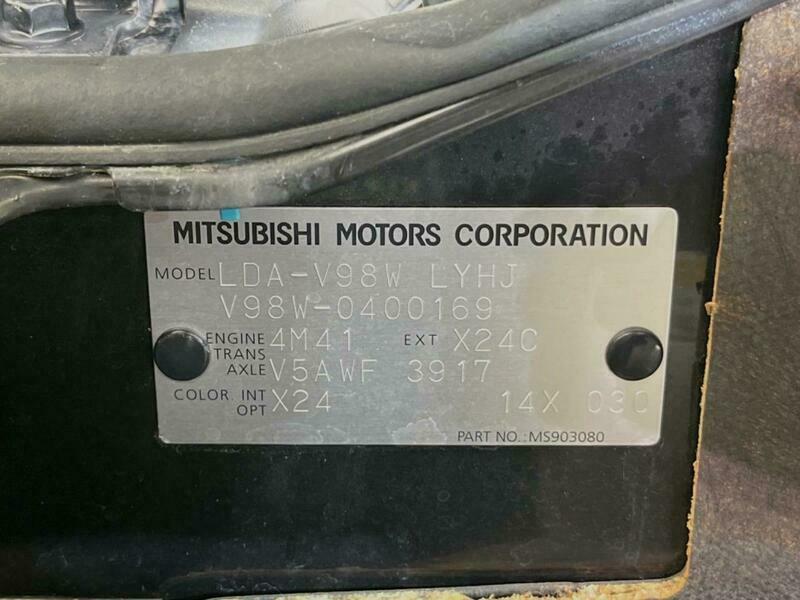 MITSUBISHI MOTORS CORPORATION
MODEL LDA-V98W LYHJ
V98W-0400169
ENGINE 4M41 EXT X24C
TRANS AXLE V5AWF 3917
COLOR INT OPT X24 14X 030
PART NO.:MS903080